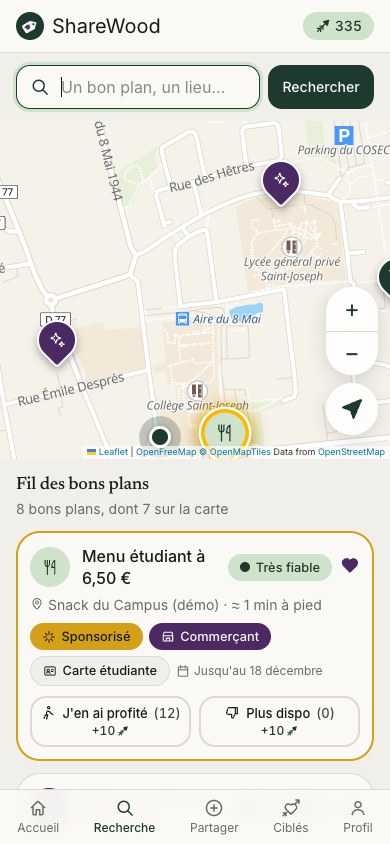 ShareWood
335
Un bon plan, un lieu...
Rechercher
du 8 Mai 1944
P
Parking du COSEC
Rue des Hêtres
77
Lycée général privé
Saint-Joseph
D 77
Aire du 8 Mai
+
−
Rue Émile Després
Collège Saint-Joseph
Leaflet | OpenFreeMap © OpenMapTiles Data from OpenStreetMap
Fil des bons plans
8 bons plans, dont 7 sur la carte
Menu étudiant à
6,50 €
Très fiable
Snack du Campus (démo) · ≈ 1 min à pied
Sponsorisé
Commerçant
Carte étudiante
Jusqu'au 18 décembre
J'en ai profité (12)
+10
Plus dispo (0)
+10
Accueil
Recherche
Partager
Ciblés
Profil